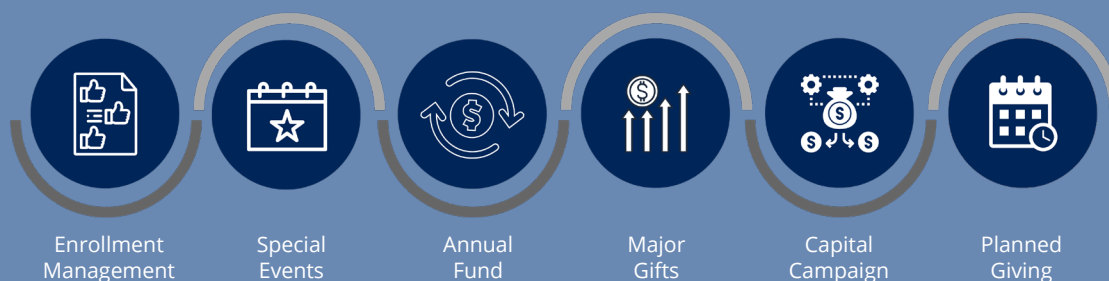 Enrollment
Management
Special
Events
Annual
Fund
Major
Gifts
Capital
Campaign
Planned
Giving